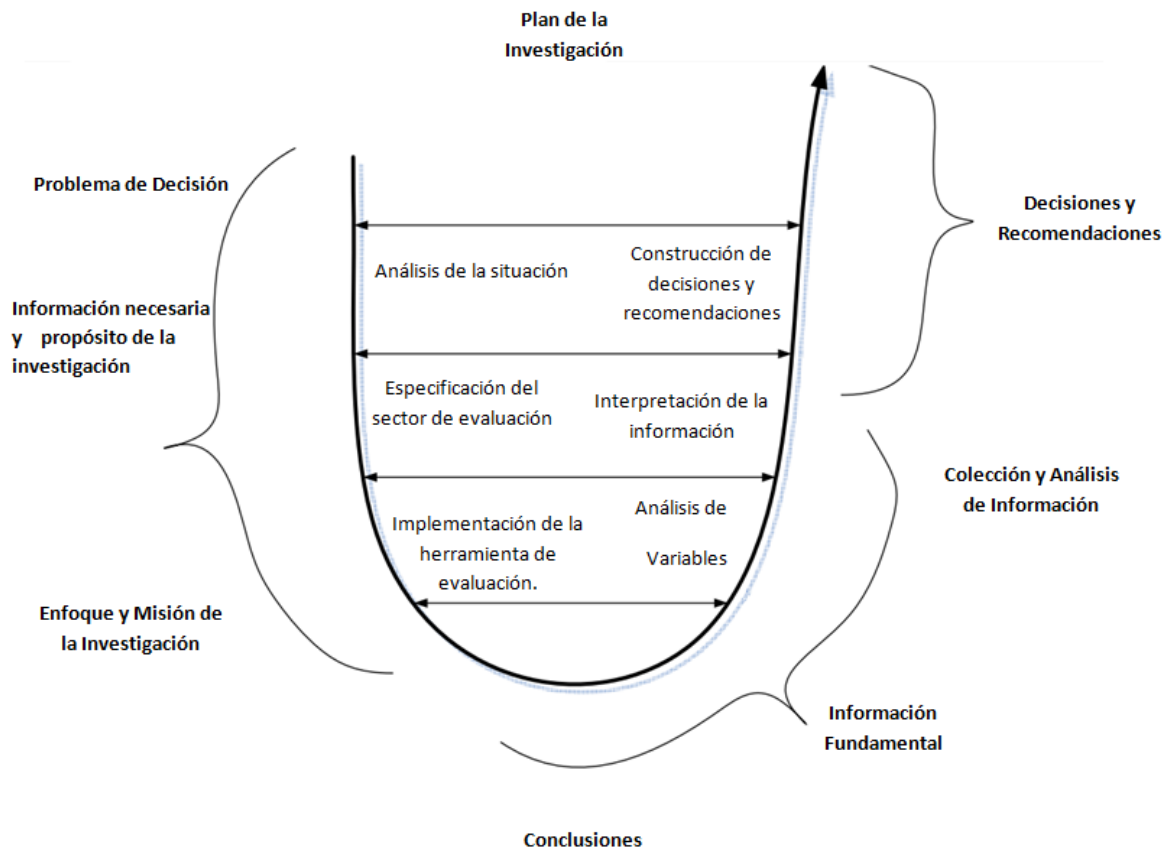 Plan de la
Investigación
Problema de Decisión
Información necesaria
y propósito de la
investigación
Enfoque y Misión de
la Investigación
Análisis de la situación
Construcción de
decisiones y
recomendaciones
Especificación del
sector de evaluación
Interpretación de la
información
Implementación de la
herramienta de
evaluación.
Análisis de
Variables
Decisiones y
Recomendaciones
Colección y Análisis
de Información
Información
Fundamental
Conclusiones